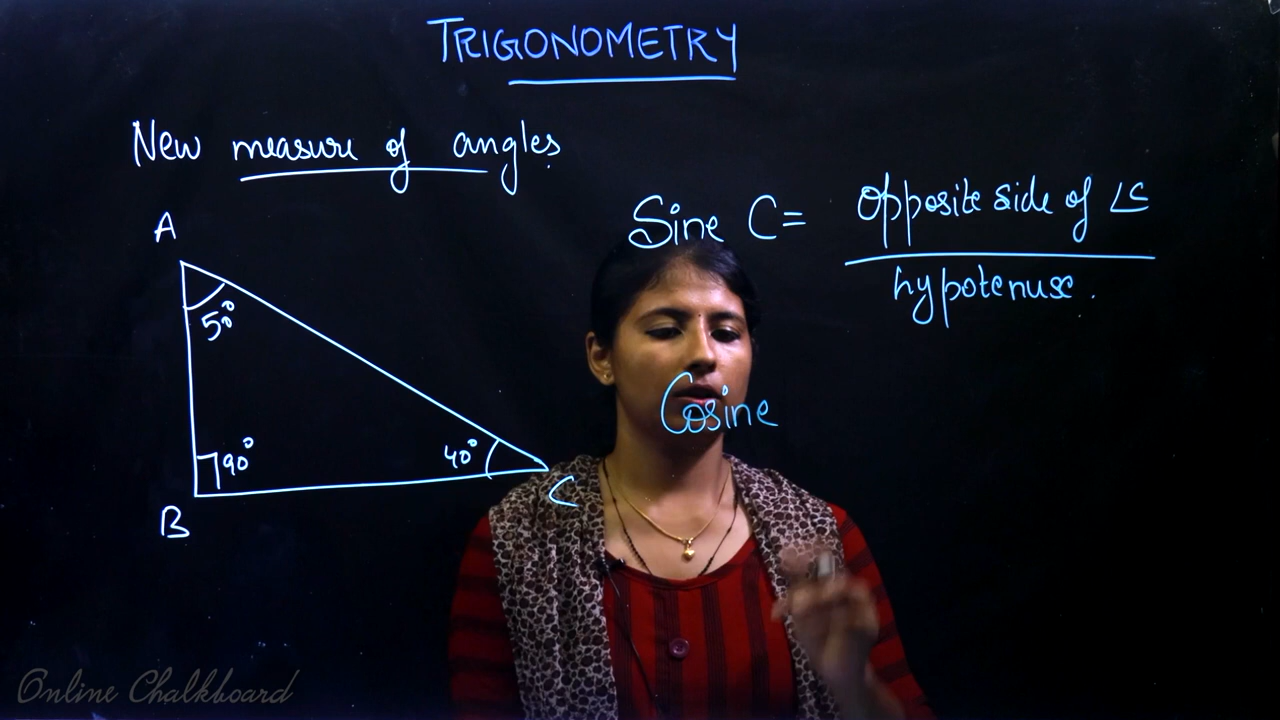 TRIGONOMETRY
New measure of angles
A
50°
90°
40°
B
C
Sine C = Opposite side of ∠C
hypotenuse.
Cosine
Online Chalkboard